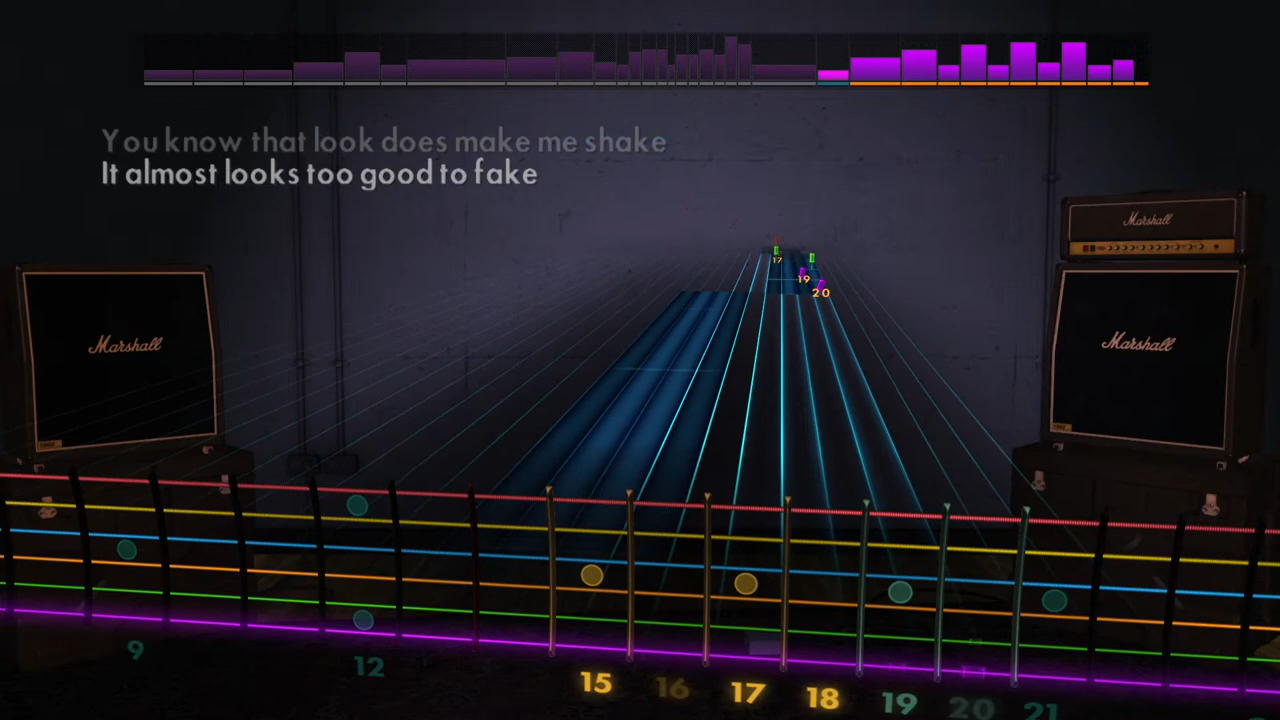 You know that look does make me shake
It almost looks too good to fake
Marshall
Marshall
Marshall
17
19
20
9
12
15
16
17
18
19
20
21